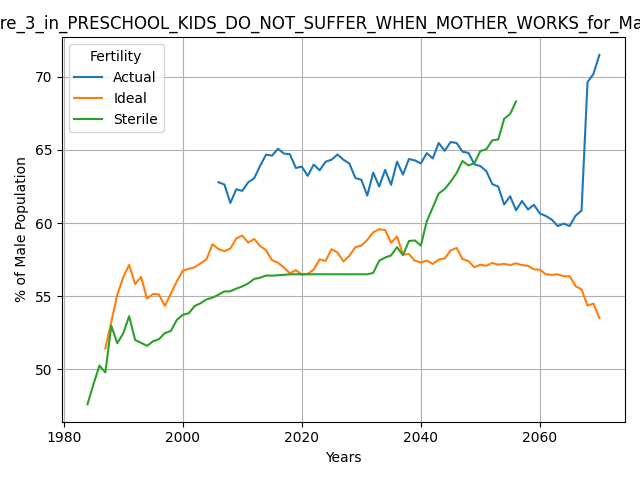 re_3_in_PRESCHOOL_KIDS_DO_NOT_SUFFER_WHEN_MOTHER_WORKS_for_Ma
Fertility
Actual
Ideal
Sterile
% of Male Population
70
65
60
55
50
1980
2000
2020
2040
2060
Years